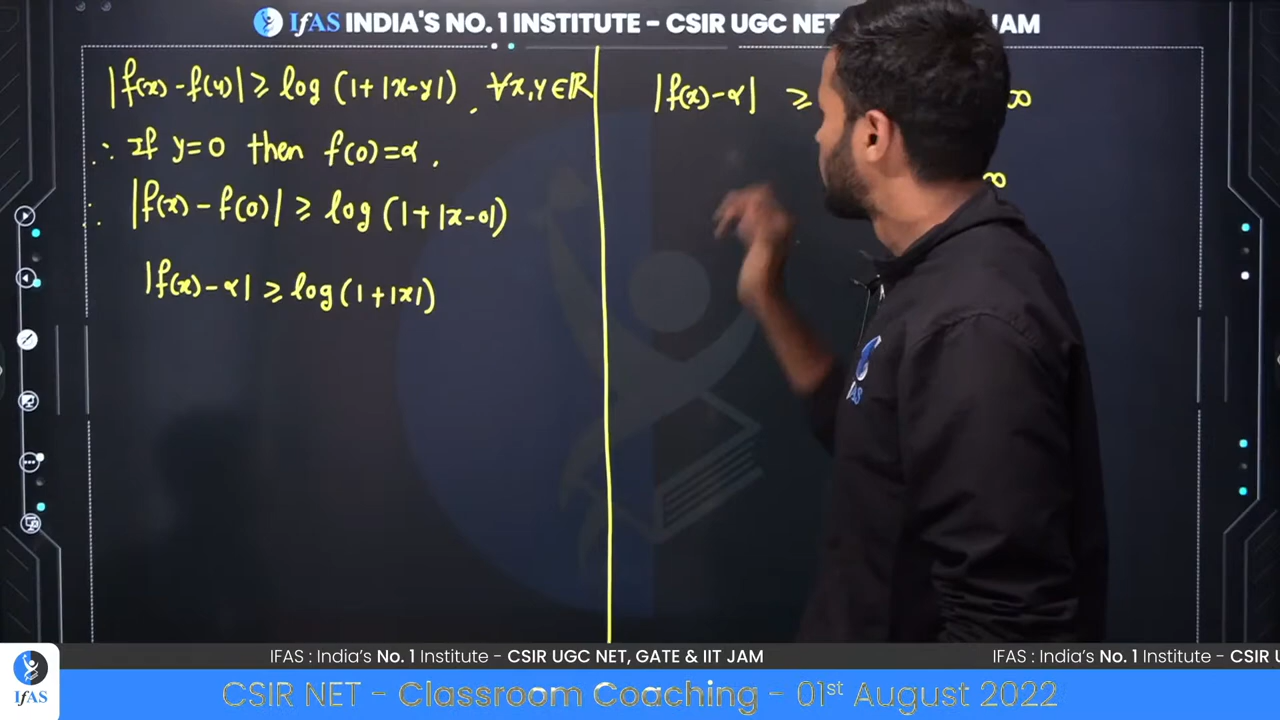 IfAS INDIA'S NO. 1 INSTITUTE - CSIR UGC NET, JAM
|f(x) - f(y)| ≥ log (1+|x-y|) , ∀x,y∈ℝ
∴ If y=0 then f(0)=α.
∴ |f(x) - f(0)| ≥ log (1+|x-0|)
|f(x) - α| ≥ log (1+|x|)
|f(x) - α| ≥ ∞
∞
IFAS
IFAS : India's No. 1 Institute - CSIR UGC NET, GATE & IIT JAM IFAS : India's No. 1 Institute - CSIR U
IfAS
CSIR NET - Classroom Coaching - 01st August 2022